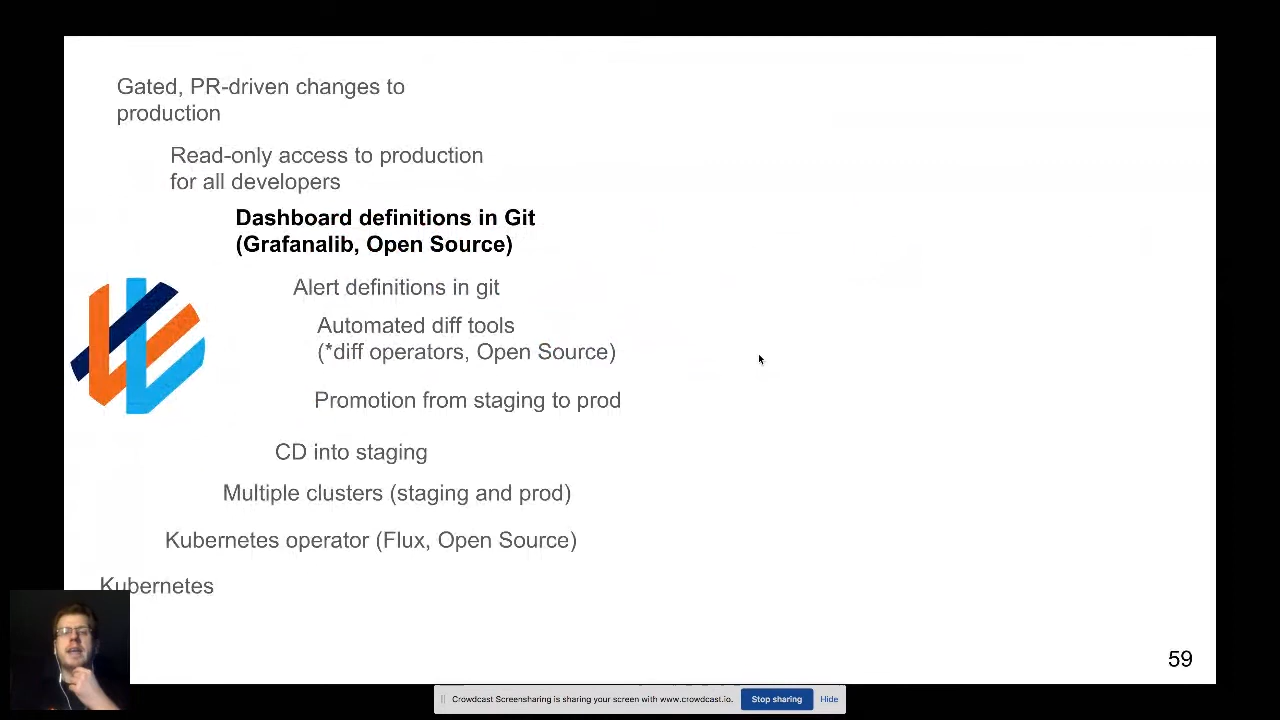 Gated, PR-driven changes to
production
Read-only access to production
for all developers
Dashboard definitions in Git
(Grafanalib, Open Source)
Alert definitions in git
Automated diff tools
(*diff operators, Open Source)
Promotion from staging to prod
CD into staging
Multiple clusters (staging and prod)
Kubernetes operator (Flux, Open Source)
Kubernetes
59
Crowdcast Screensharing is sharing your screen with www.crowdcast.io. Stop sharing Hide